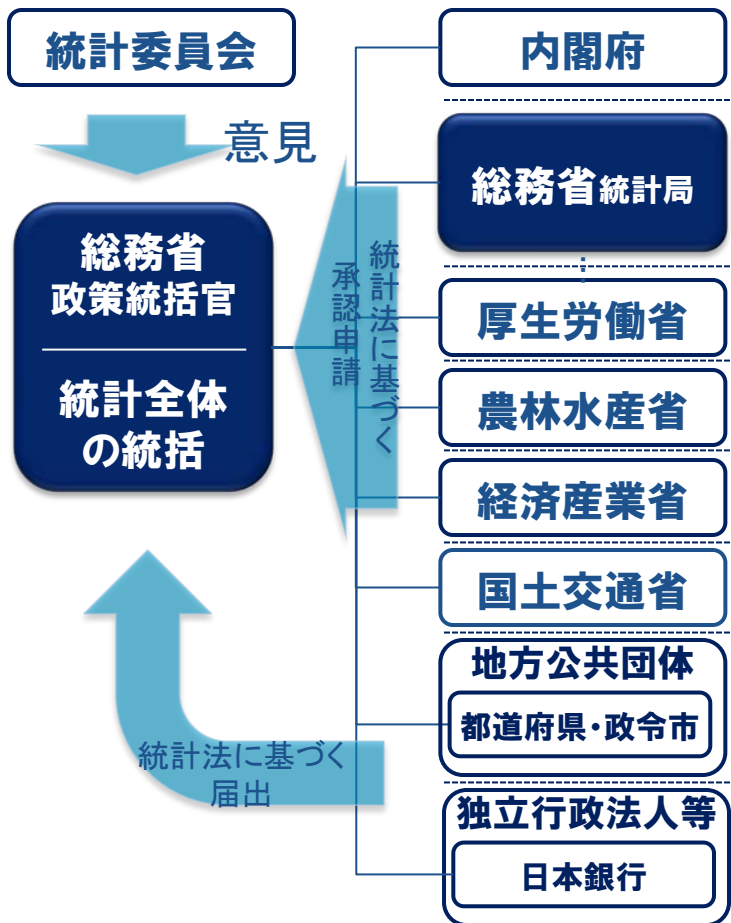 統計委員会
意見
総務省
政策統括官
統計全体
の統括
統計法に基づく
承認申請
統計法に基づく
届出
内閣府
総務省統計局
厚生労働省
農林水産省
経済産業省
国土交通省
地方公共団体
都道府県・政令市
独立行政法人等
日本銀行